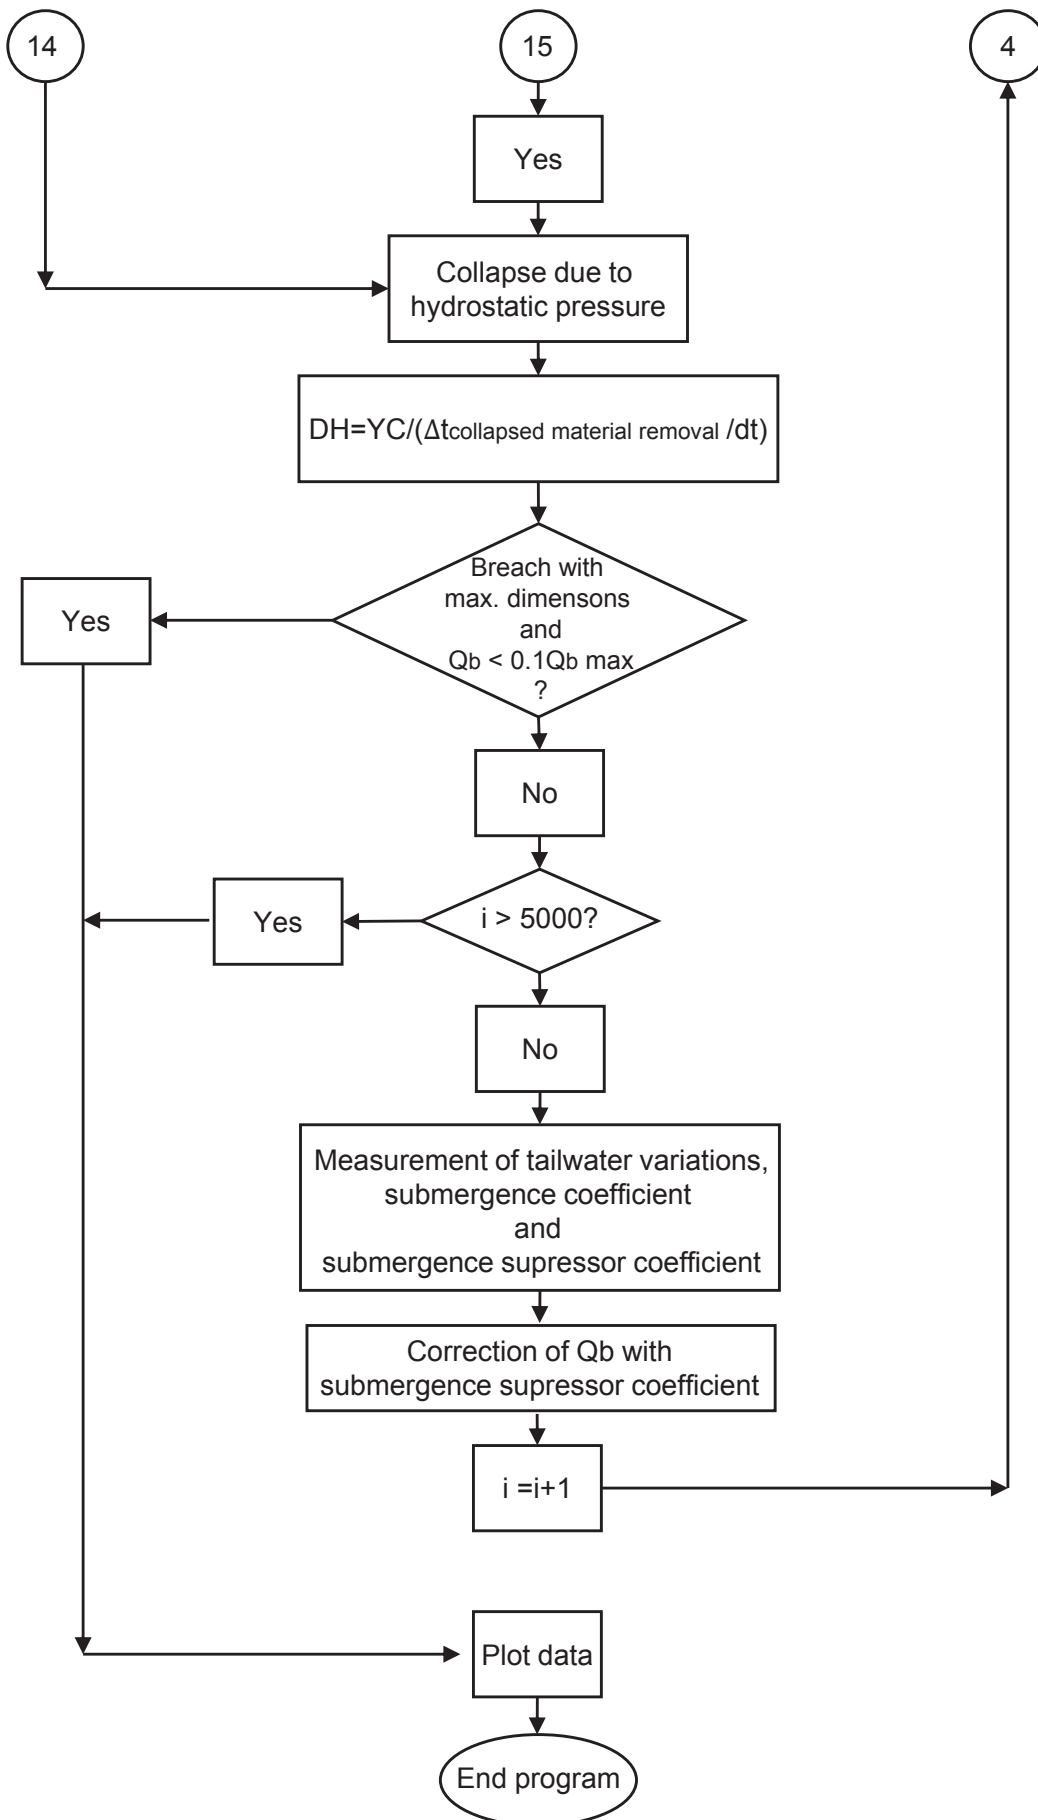 14
15
4
Yes
Collapse due to
hydrostatic pressure
DH=YC/(Δtcollapsed material removal /dt)
Breach with
max. dimensons
and
Qb < 0.1Qb max
?
Yes
No
i > 5000?
Yes
No
Measurement of tailwater variations,
submergence coefficient
and
submergence supressor coefficient
Correction of Qb with
submergence supressor coefficient
i =i+1
Plot data
End program